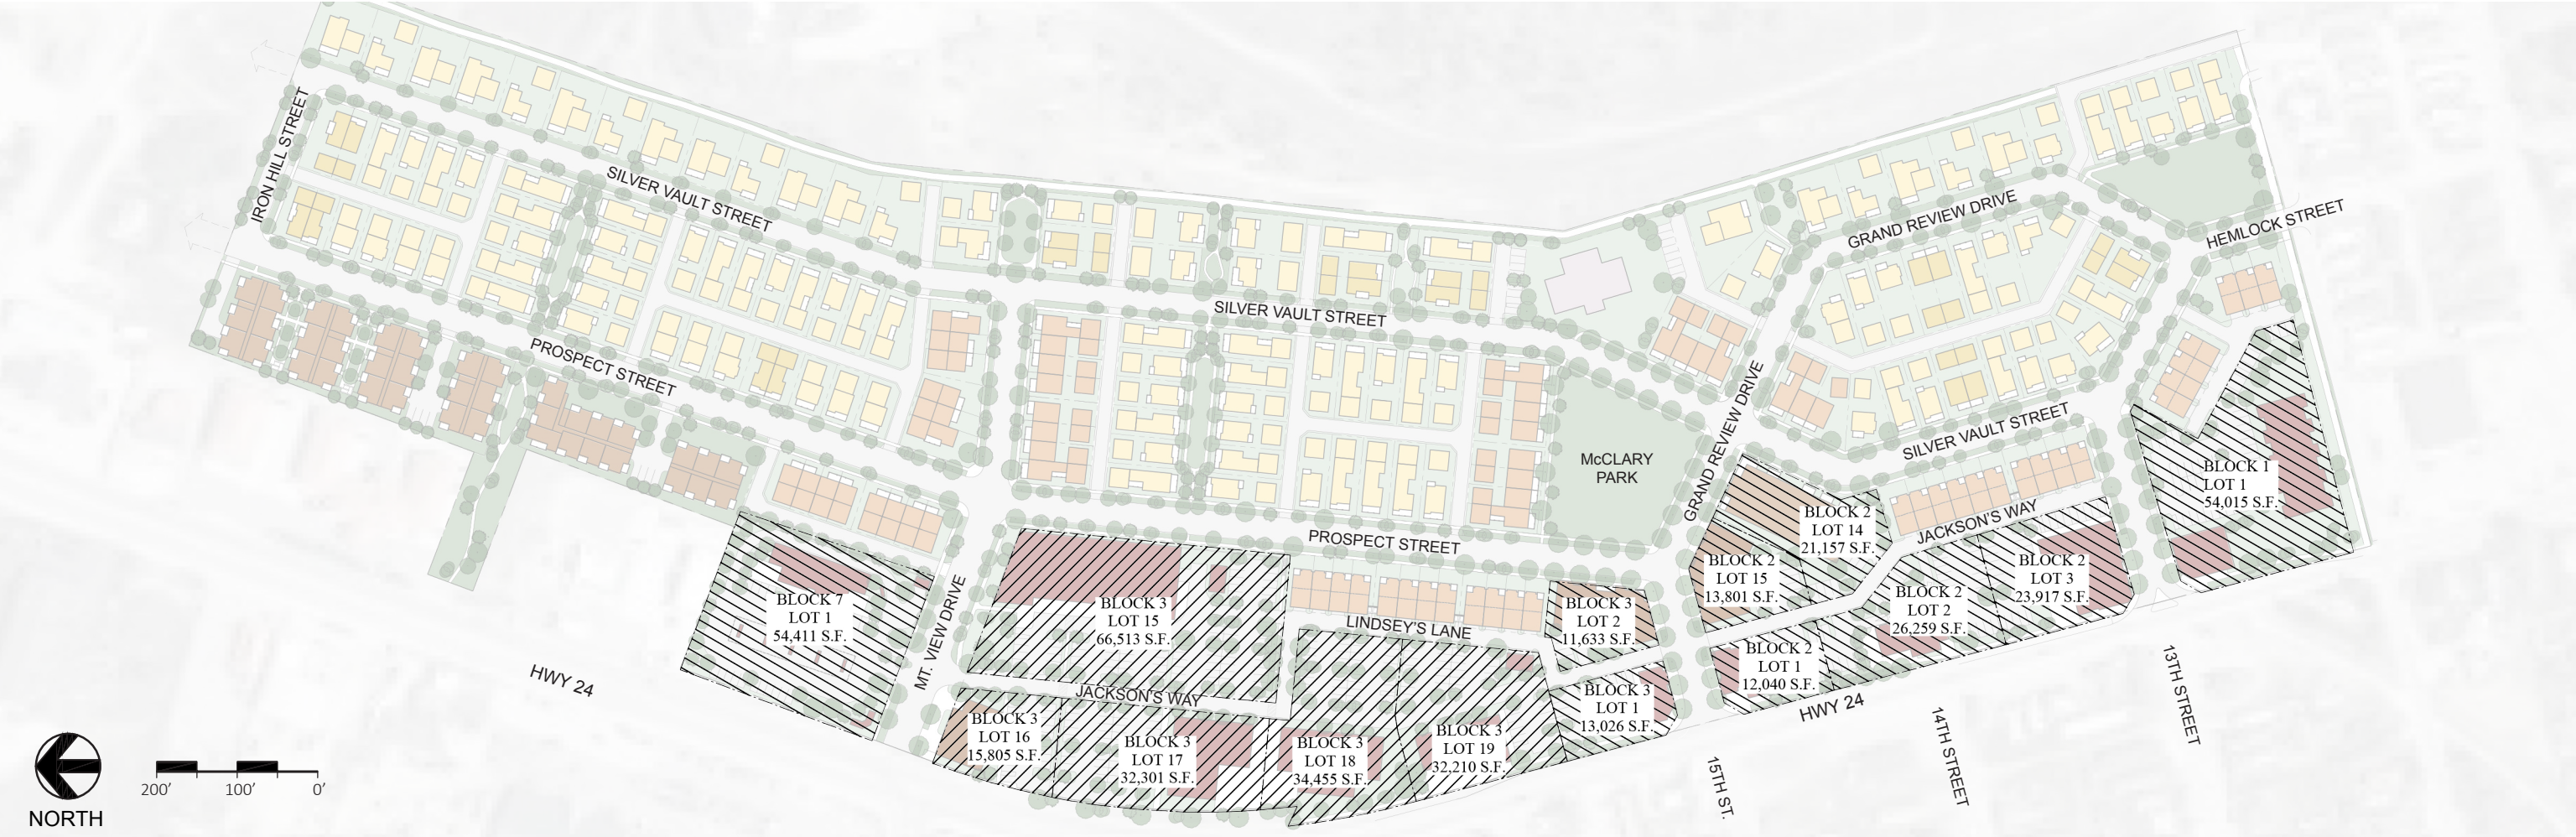 IRON HILL STREET
SILVER VAULT STREET
PROSPECT STREET
SILVER VAULT STREET
GRAND REVIEW DRIVE
HEMLOCK STREET
McCLARY
PARK
GRAND REVIEW DRIVE
SILVER VAULT STREET
JACKSON'S WAY
PROSPECT STREET
LINDSEY'S LANE
MT. VIEW DRIVE
JACKSON'S WAY
BLOCK 1
LOT 1
54,015 S.F.
BLOCK 2
LOT 14
21,157 S.F.
BLOCK 2
LOT 15
13,801 S.F.
BLOCK 2
LOT 3
23,917 S.F.
BLOCK 2
LOT 2
26,259 S.F.
BLOCK 2
LOT 1
12,040 S.F.
BLOCK 7
LOT 1
54,411 S.F.
BLOCK 3
LOT 15
66,513 S.F.
BLOCK 3
LOT 2
11,633 S.F.
BLOCK 3
LOT 1
13,026 S.F.
BLOCK 3
LOT 16
15,805 S.F.
BLOCK 3
LOT 17
32,301 S.F.
BLOCK 3
LOT 18
34,455 S.F.
BLOCK 3
LOT 19
32,210 S.F.
HWY 24
HWY 24
15TH ST.
14TH STREET
13TH STREET
200' 100' 0'
NORTH